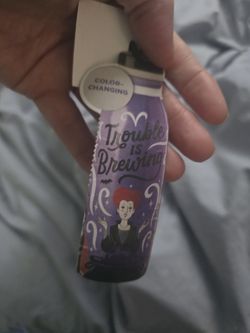 COLOR-
CHANGING
Trouble
IS
Brewing